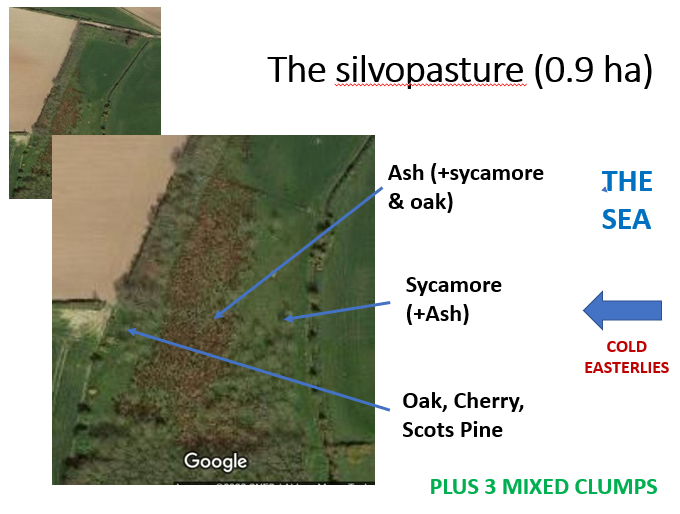 The silvopasture (0.9 ha)
Ash (+sycamore
& oak)
THE
SEA
Sycamore
(+Ash)
COLD
EASTERLIES
Oak, Cherry,
Scots Pine
Google
PLUS 3 MIXED CLUMPS